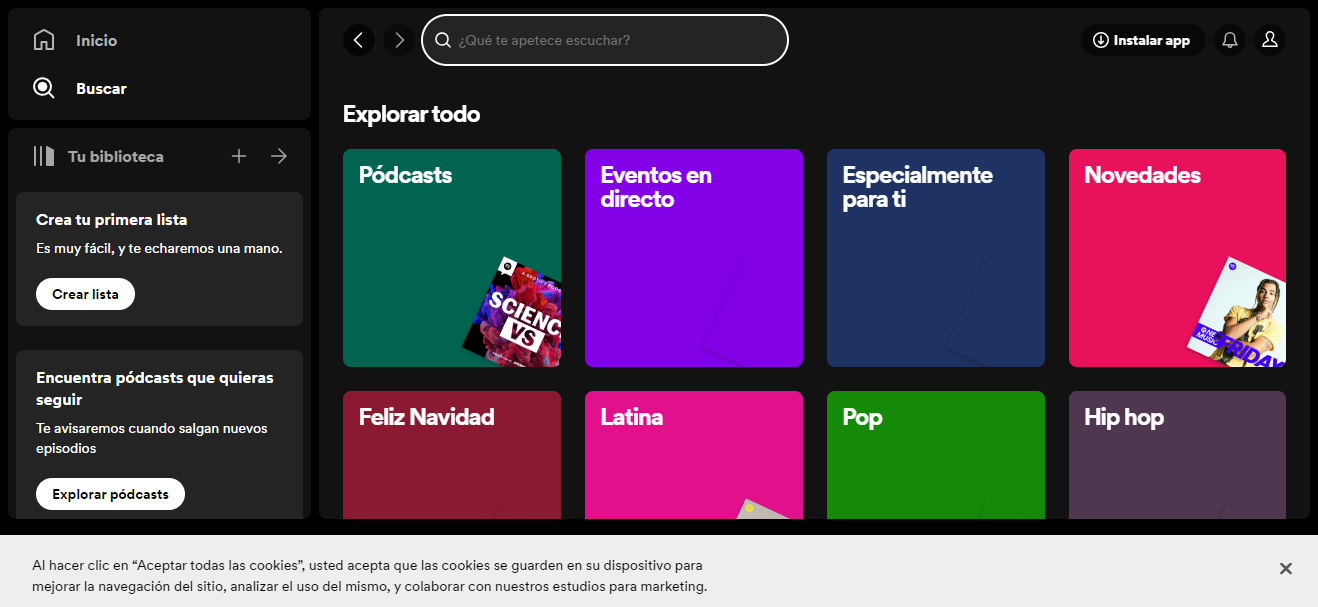 Inicio
Buscar
Tu biblioteca
Crea tu primera lista
Es muy fácil, y te echaremos una mano.
Crear lista
Encuentra pódcasts que quieras
seguir
Te avisaremos cuando salgan nuevos
episodios
Explorar pódcasts
¿Qué te apetece escuchar?
Instalar app
Explorar todo
Pódcasts
SCIENC
VS
Eventos en
directo
Especialmente
para ti
Novedades
ONE
MUSIC
FRIDAY
Feliz Navidad
Latina
Pop
Hip hop
Al hacer clic en “Aceptar todas las cookies”, usted acepta que las cookies se guarden en su dispositivo para
mejorar la navegación del sitio, analizar el uso del mismo, y colaborar con nuestros estudios para marketing.